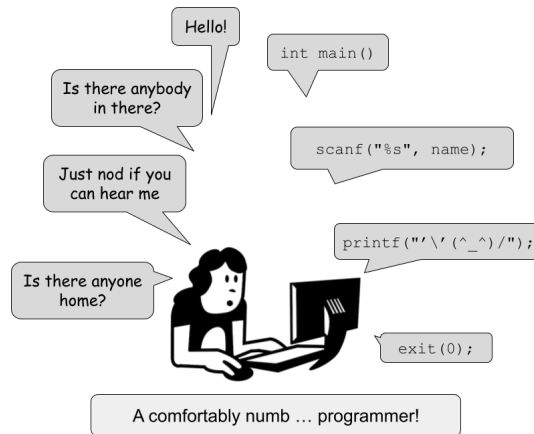 Hello!
int main()
Is there anybody
in there?
scanf("%s", name);
Just nod if you
can hear me
printf("'\'(^_^)/");
Is there anyone
home?
exit(0);
A comfortably numb … programmer!